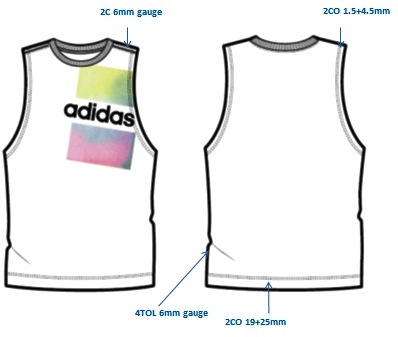 2C 6mm gauge
2CO 1.5+4.5mm
adidas
4TOL 6mm gauge
2CO 19+25mm